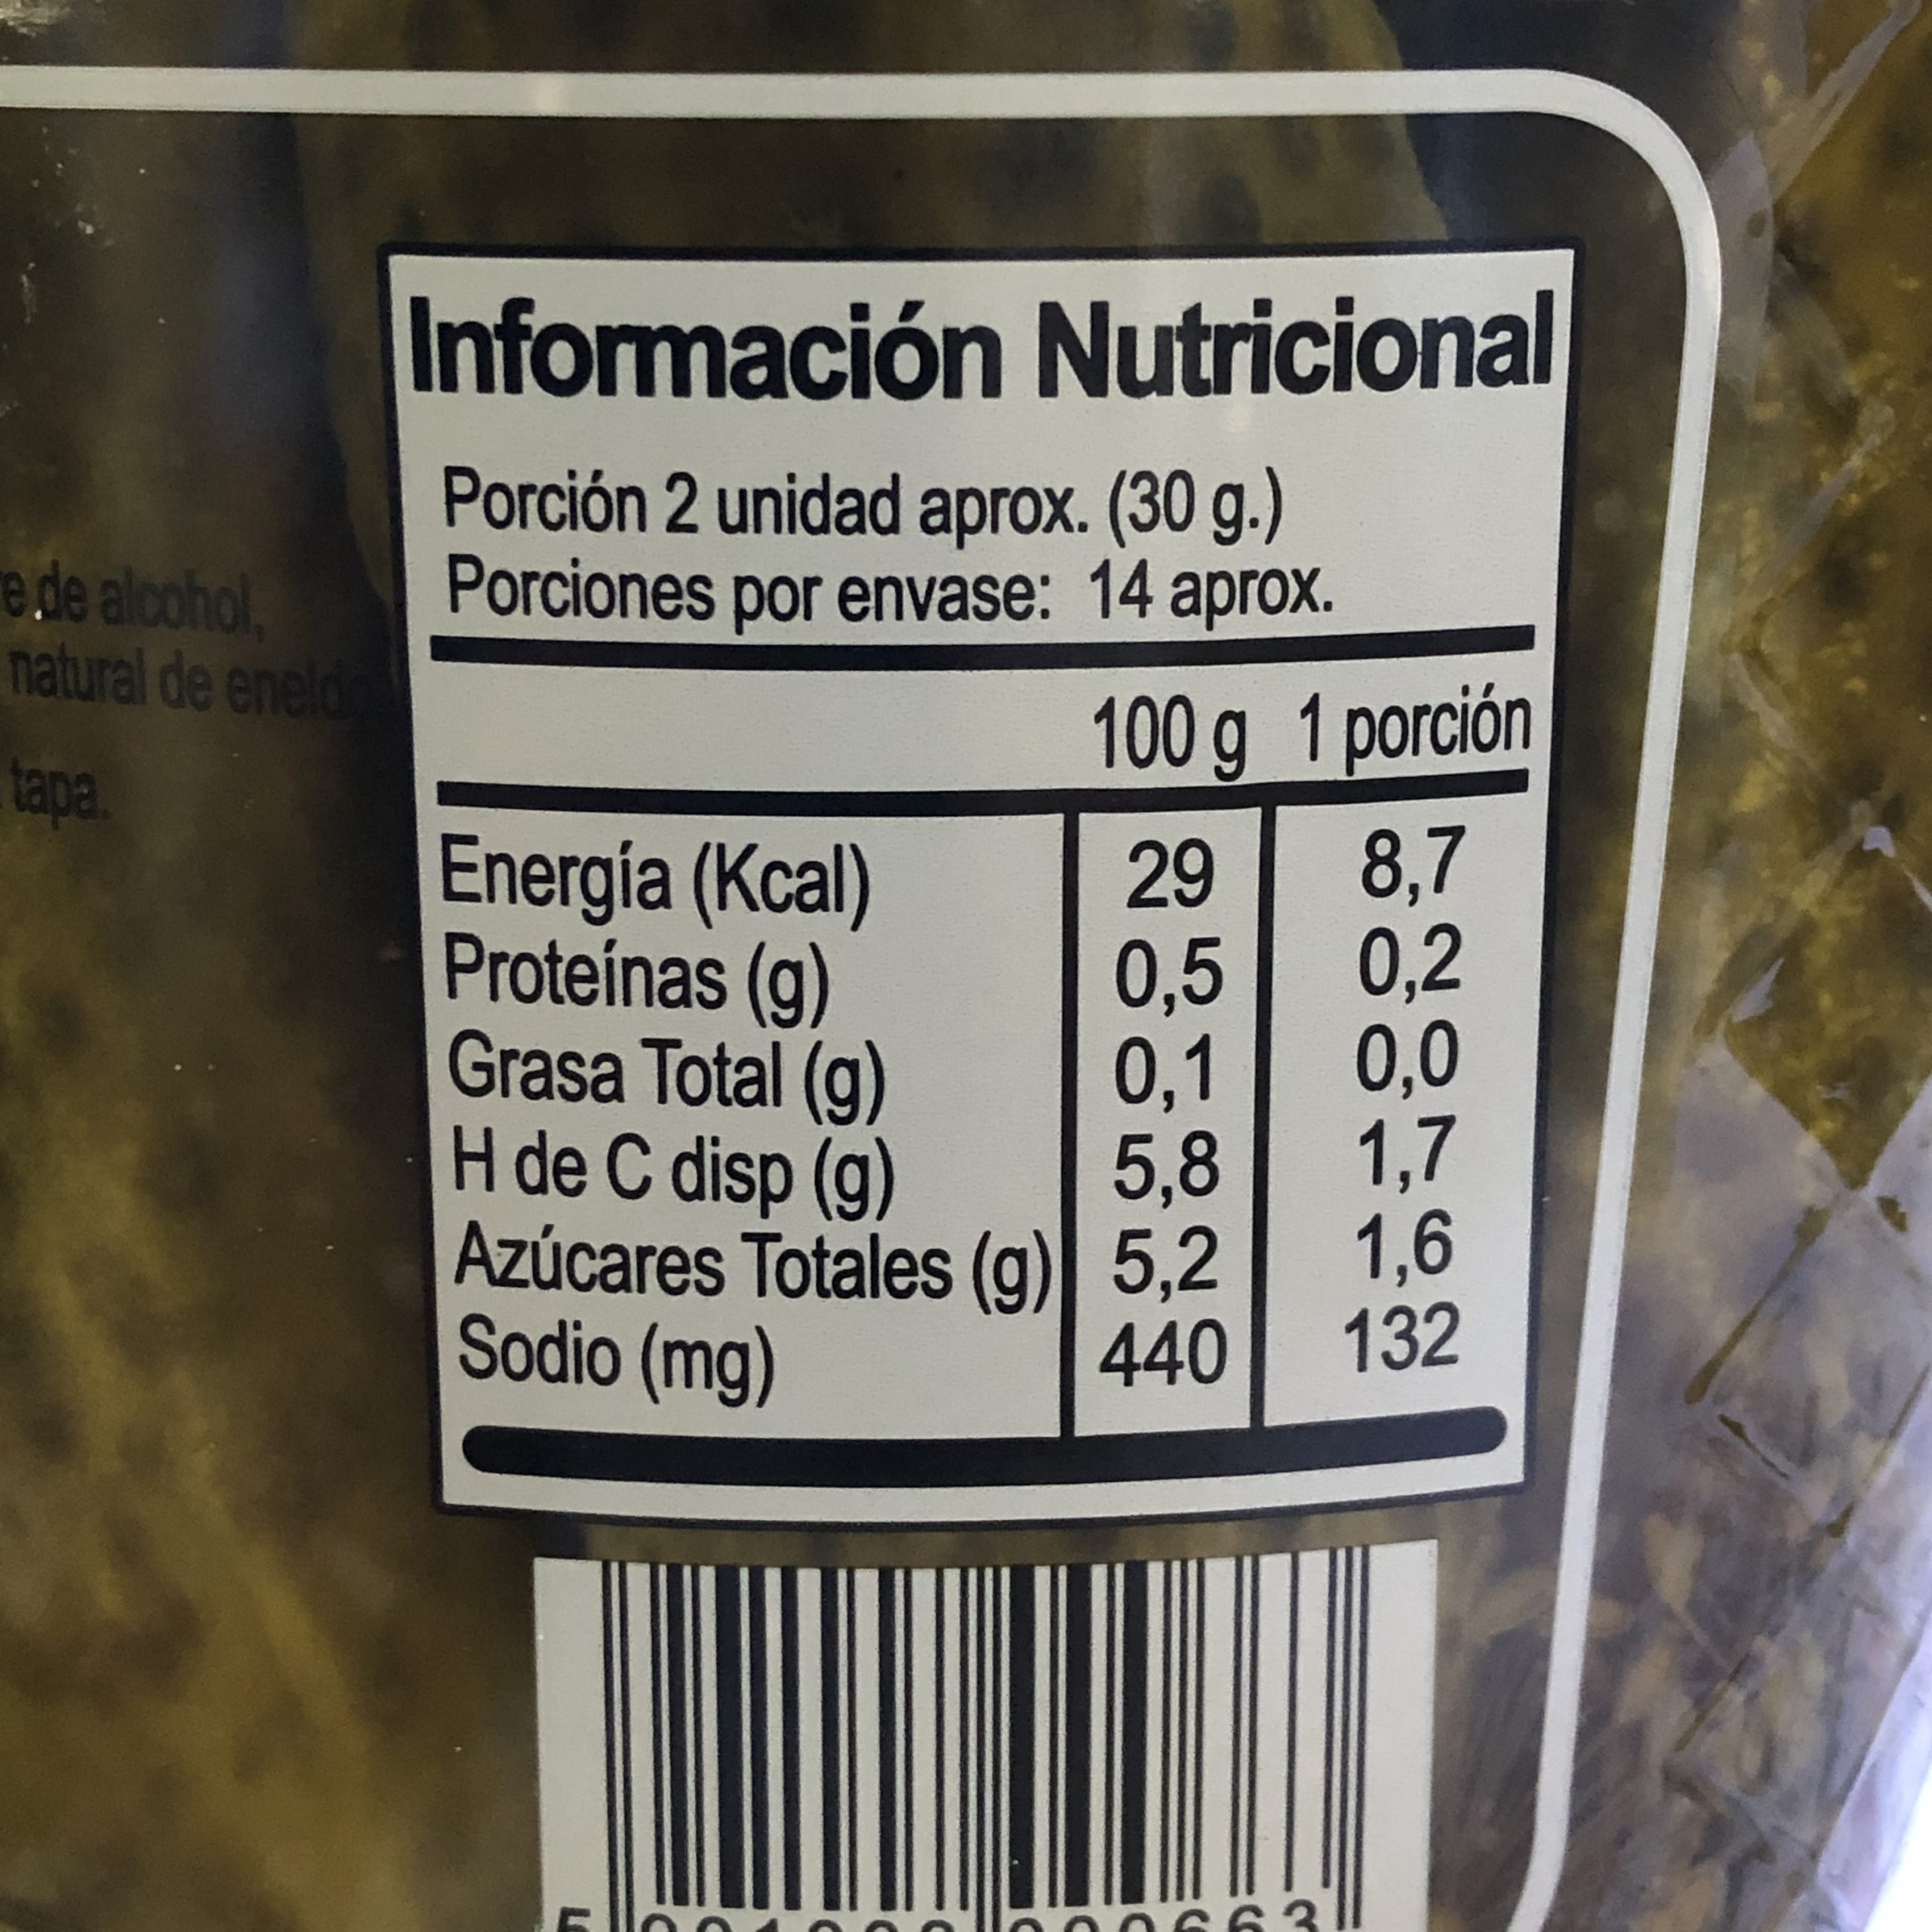 Información Nutricional
Porción 2 unidad aprox. (30 g.)
Porciones por envase: 14 aprox.
100 g 1 porción
Energía (Kcal) 29 8,7
Proteínas (g) 0,5 0,2
Grasa Total (g) 0,1 0,0
H de C disp (g) 5,8 1,7
Azúcares Totales (g) 5,2 1,6
Sodio (mg) 440 132
de alcohol,
natural de eneldo
tapa.